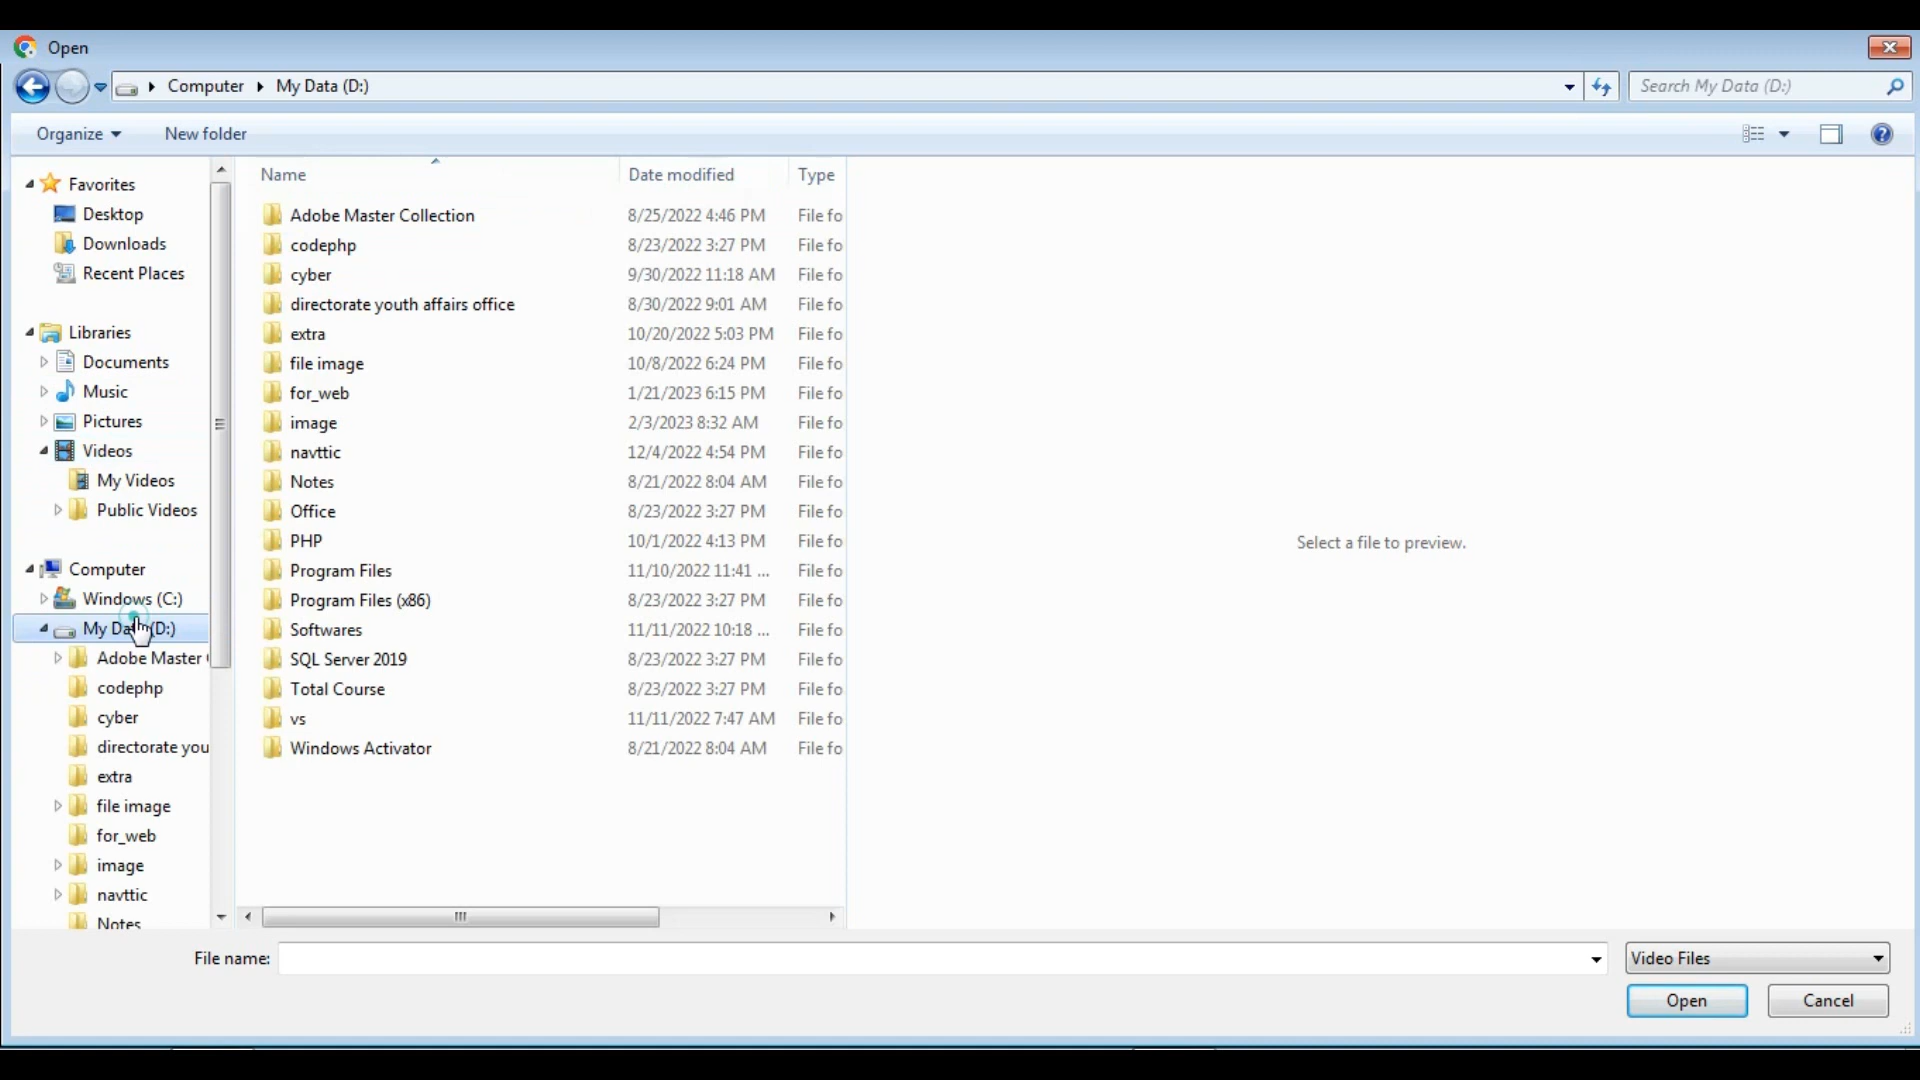 Open
Computer My Data (D:)
Search My Data (D:)
Organize New folder
Favorites
Desktop
Downloads
Recent Places
Libraries
Documents
Music
Pictures
Videos
My Videos
Public Videos
Computer
Windows (C:)
My Data (D:)
Adobe Master
codephp
cyber
directorate you
extra
file image
for_web
image
navttic
Notes
Name Date modified Type
Adobe Master Collection 8/25/2022 4:46 PM File fo
codephp 8/23/2022 3:27 PM File fo
cyber 9/30/2022 11:18 AM File fo
directorate youth affairs office 8/30/2022 9:01 AM File fo
extra 10/20/2022 5:03 PM File fo
file image 10/8/2022 6:24 PM File fo
for_web 1/21/2023 6:15 PM File fo
image 2/3/2023 8:32 AM File fo
navttic 12/4/2022 4:54 PM File fo
Notes 8/21/2022 8:04 AM File fo
Office 8/23/2022 3:27 PM File fo
PHP 10/1/2022 4:13 PM File fo
Program Files 11/10/2022 11:41 ... File fo
Program Files (x86) 8/23/2022 3:27 PM File fo
Softwares 11/11/2022 10:18 ... File fo
SQL Server 2019 8/23/2022 3:27 PM File fo
Total Course 8/23/2022 3:27 PM File fo
vs 11/11/2022 7:47 AM File fo
Windows Activator 8/21/2022 8:04 AM File fo
Select a file to preview.
File name: Video Files
Open Cancel